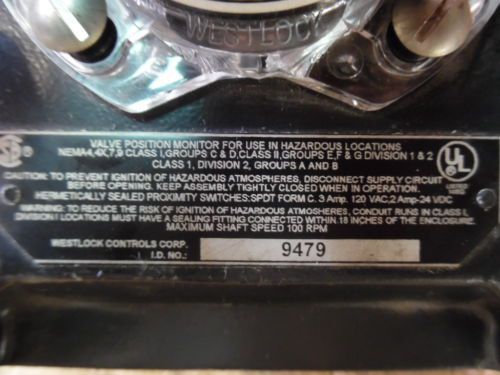 WESTLOCK
VALVE POSITION MONITOR FOR USE IN HAZARDOUS LOCATIONS
NEMA4,4X,7,9 CLASS I,GROUPS C & D,CLASS II,GROUPS E,F & G DIVISION 1 & 2
CLASS 1, DIVISION 2, GROUPS A AND B
CAUTION: TO PREVENT IGNITION OF HAZARDOUS ATMOSPHERES, DISCONNECT SUPPLY CIRCUIT
BEFORE OPENING. KEEP ASSEMBLY TIGHTLY CLOSED WHEN IN OPERATION.
HERMETICALLY SEALED PROXIMITY SWITCHES:SPDT FORM C. 3 Amp. 120 VAC,2 Amp-24 VDC
WARNING: TO REDUCE THE RISK OF IGNITION OF HAZARDOUS ATMOSHERES, CONDUIT RUNS IN CLASS I,
DIVISION I LOCATIONS MUST HAVE A SEALING FITTING CONNECTED WITHIN 18 INCHES OF THE ENCLOSURE.
MAXIMUM SHAFT SPEED 100 RPM
WESTLOCK CONTROLS CORP.
I.D. NO.: 9479
UL
LISTED